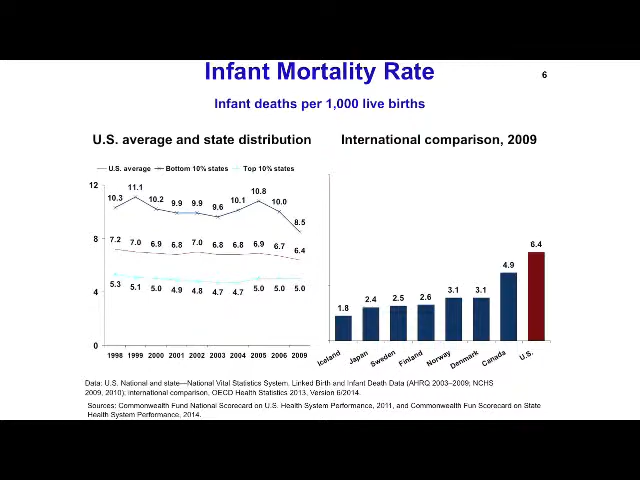 Infant Mortality Rate
6
Infant deaths per 1,000 live births
U.S. average and state distribution
International comparison, 2009
U.S. average Bottom 10% states Top 10% states
12
8
4
0
10.3 11.1 10.2 9.9 9.9 9.6 10.1 10.8 10.0 8.5
7.2 7.0 6.9 6.8 7.0 6.8 6.8 6.9 6.7 6.4
5.3 5.1 5.0 4.9 4.8 4.7 4.7 5.0 5.0 5.0
1998 1999 2000 2001 2002 2003 2004 2005 2006 2009
1.8 2.4 2.5 2.6 3.1 3.1 4.9 6.4
Iceland Japan Sweden Finland Norway Denmark Canada U.S.
Data: U.S. National and state—National Vital Statistics System, Linked Birth and Infant Death Data (AHRQ 2003–2009; NCHS
2009, 2010); international comparison, OECD Health Statistics 2013, Version 6/2014.
Sources: Commonwealth Fund National Scorecard on U.S. Health System Performance, 2011, and Commonwealth Fun Scorecard on State
Health System Performance, 2014.